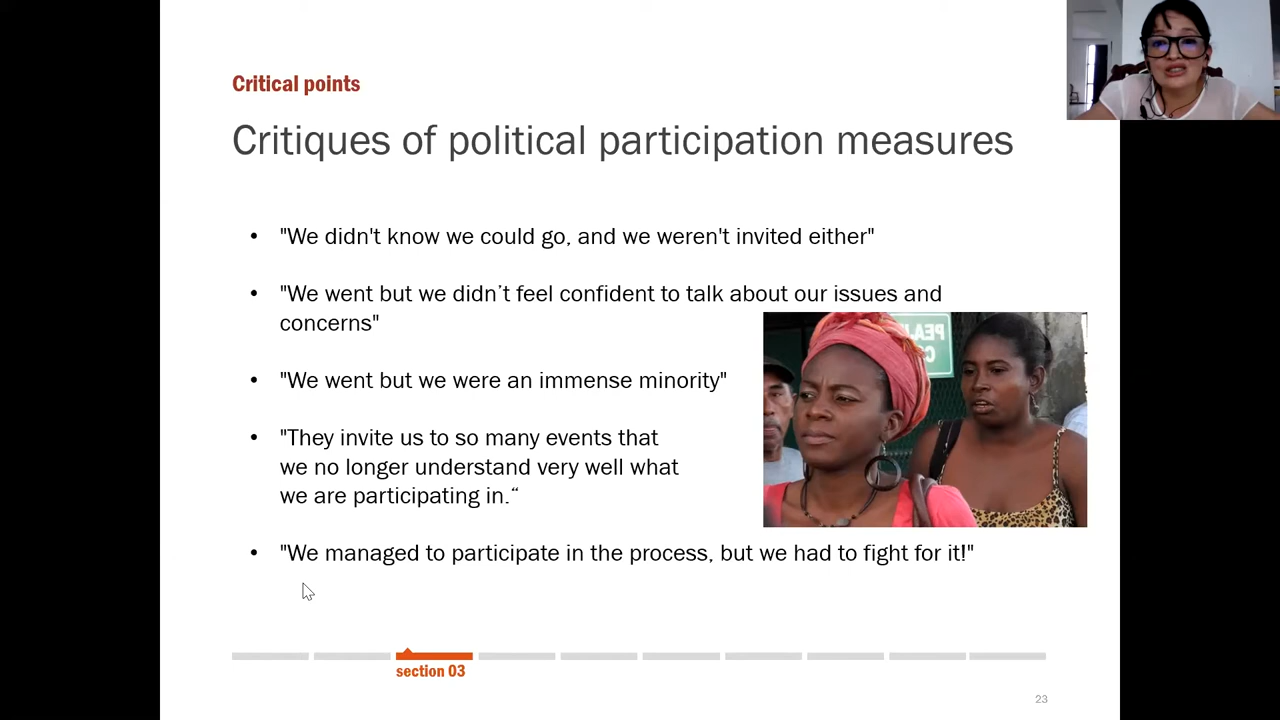 Critical points
Critiques of political participation measures
• "We didn't know we could go, and we weren't invited either"
• "We went but we didn’t feel confident to talk about our issues and
concerns"
• "We went but we were an immense minority"
• "They invite us to so many events that
we no longer understand very well what
we are participating in.“
• "We managed to participate in the process, but we had to fight for it!"
section 03
23